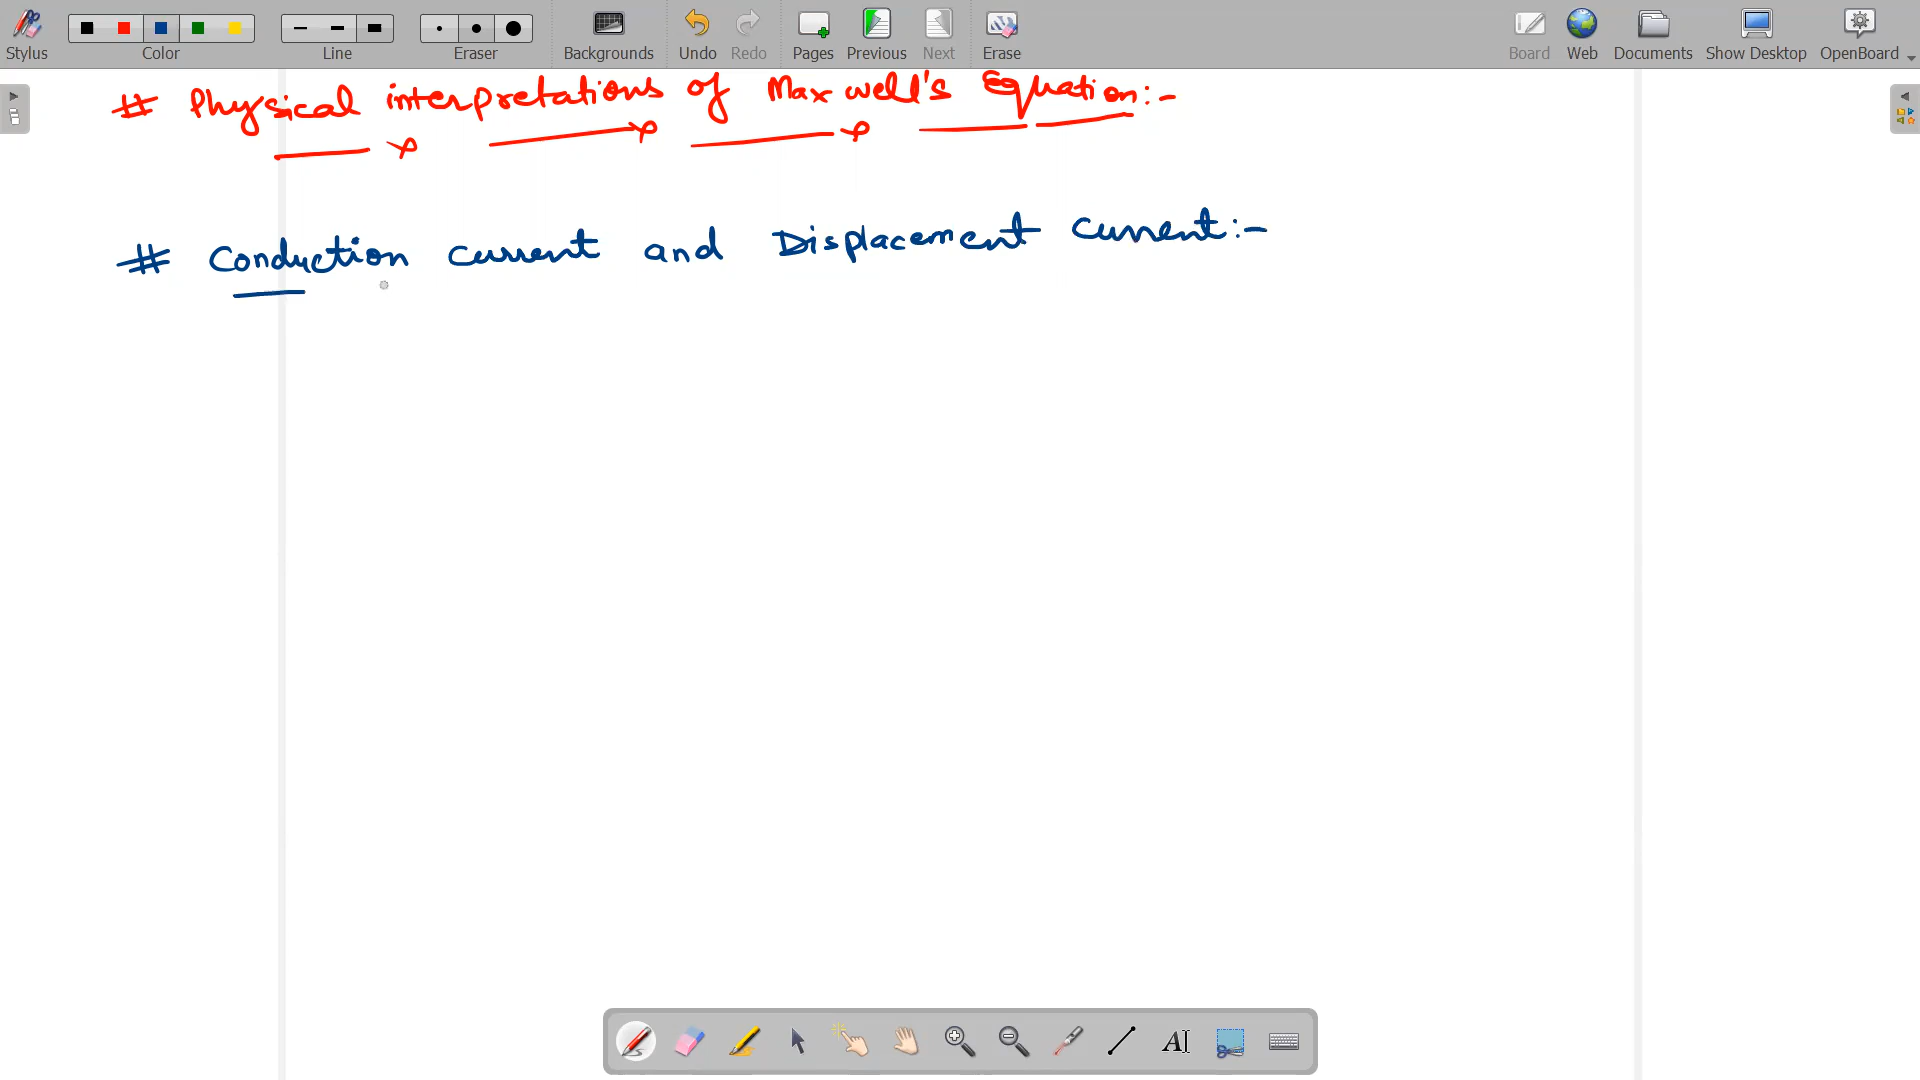 Stylus Color Line Eraser Backgrounds Undo Redo Pages Previous Next Erase Board Web Documents Show Desktop OpenBoard
# Physical interpretations of Maxwell's Equation:-
# Conduction current and Displacement current:-
AI